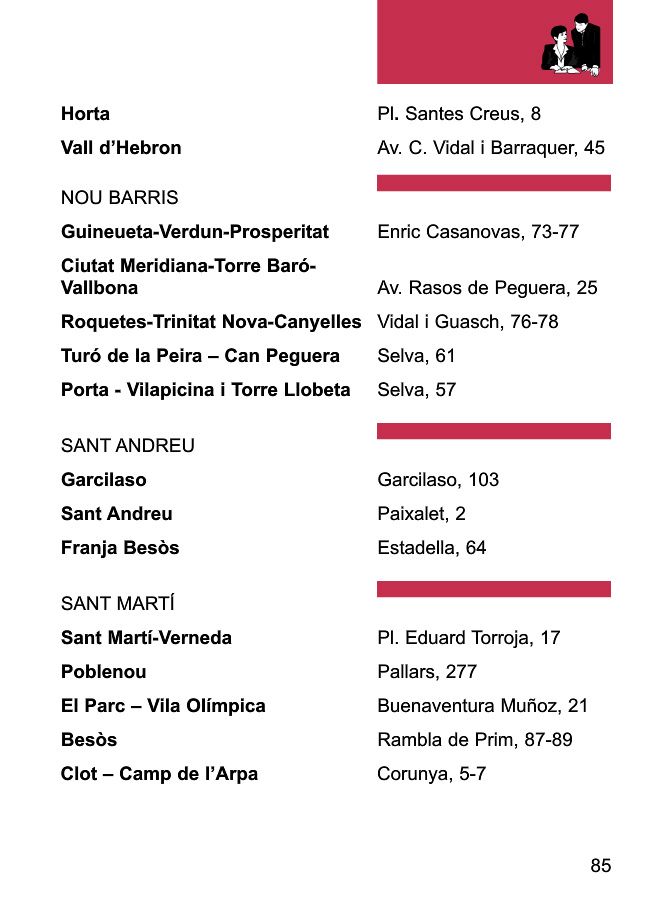 Horta Pl. Santes Creus, 8
Vall d’Hebron Av. C. Vidal i Barraquer, 45
NOU BARRIS
Guineueta-Verdun-Prosperitat Enric Casanovas, 73-77
Ciutat Meridiana-Torre Baró-
Vallbona Av. Rasos de Peguera, 25
Roquetes-Trinitat Nova-Canyelles Vidal i Guasch, 76-78
Turó de la Peira – Can Peguera Selva, 61
Porta - Vilapicina i Torre Llobeta Selva, 57
SANT ANDREU
Garcilaso Garcilaso, 103
Sant Andreu Paixalet, 2
Franja Besòs Estadella, 64
SANT MARTÍ
Sant Martí-Verneda Pl. Eduard Torroja, 17
Poblenou Pallars, 277
El Parc – Vila Olímpica Buenaventura Muñoz, 21
Besòs Rambla de Prim, 87-89
Clot – Camp de l’Arpa Corunya, 5-7
85